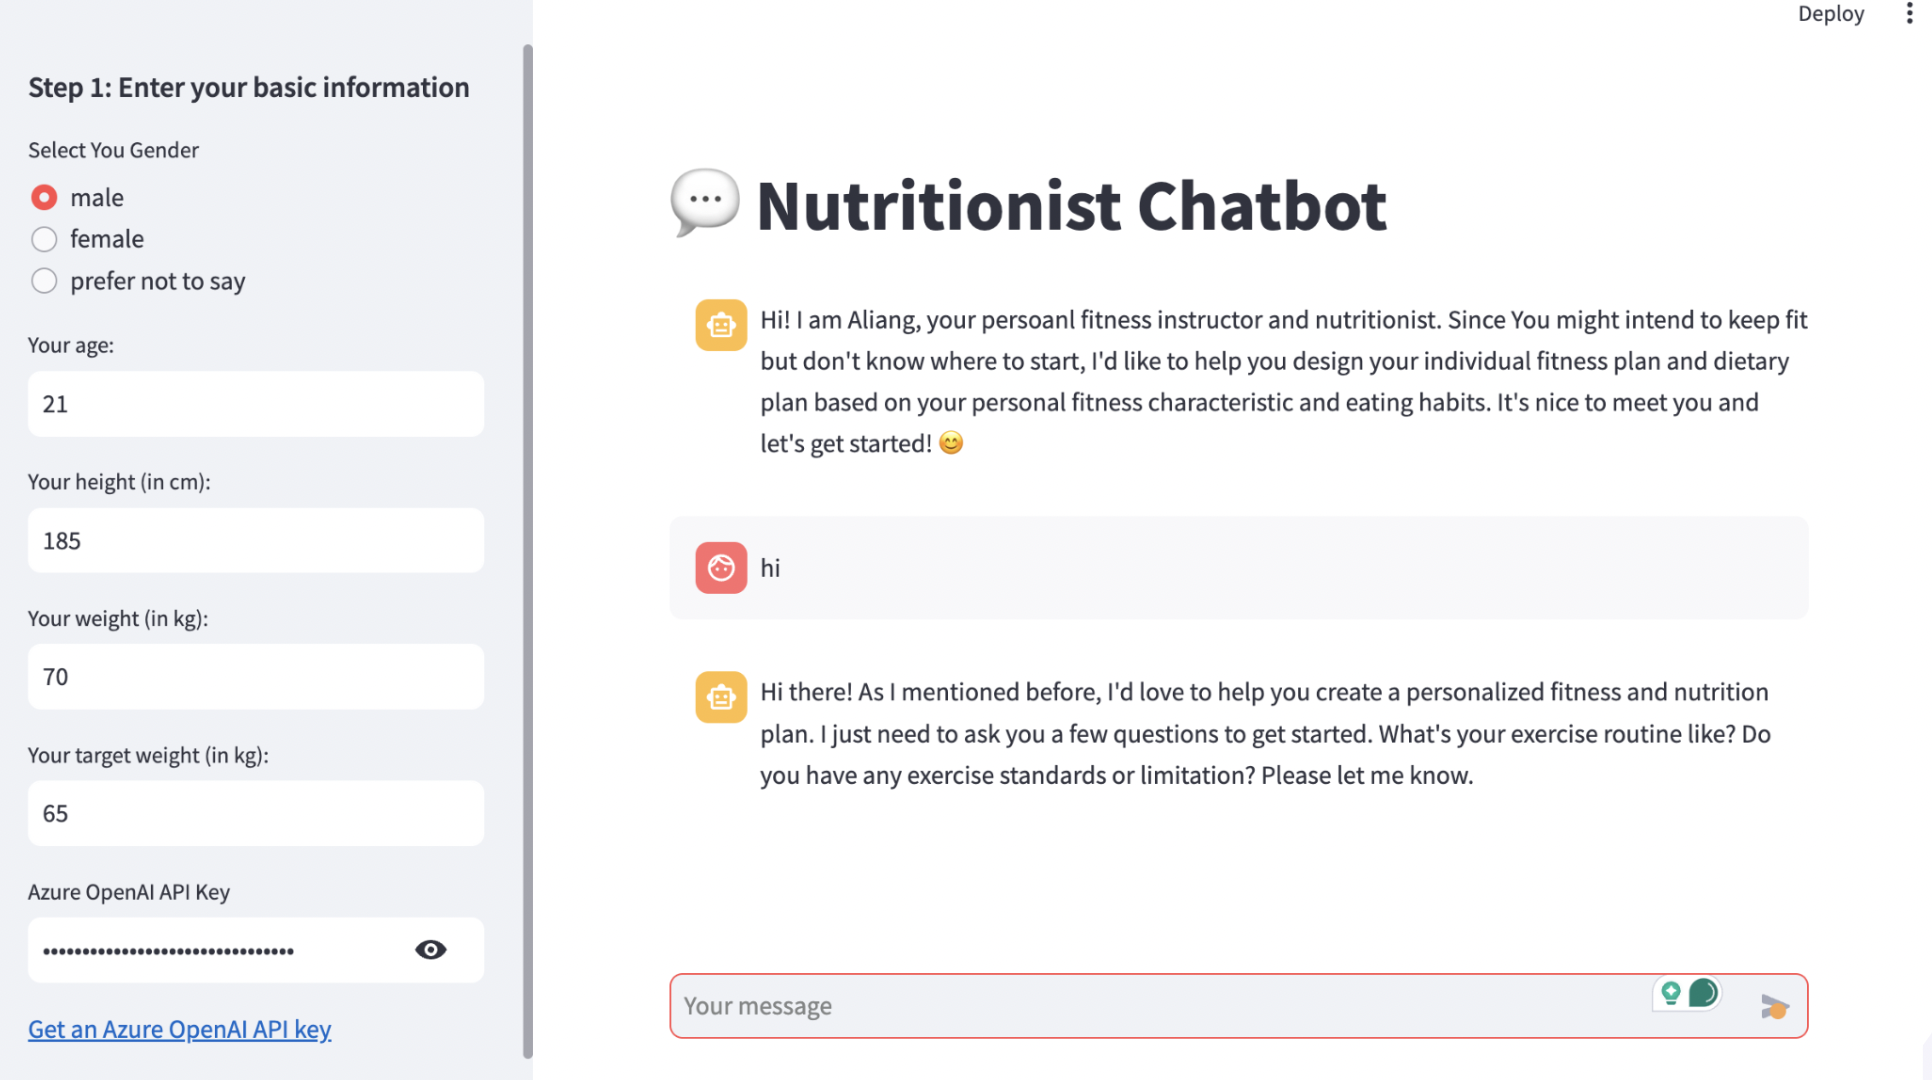 Deploy
Step 1: Enter your basic information
Select You Gender
male
female
prefer not to say
Your age:
21
Your height (in cm):
185
Your weight (in kg):
70
Your target weight (in kg):
65
Azure OpenAI API Key
••••••••••••••••••••••••••••••••
Get an Azure OpenAI API key
Nutritionist Chatbot
Hi! I am Aliang, your persoanl fitness instructor and nutritionist. Since You might intend to keep fit
but don't know where to start, I'd like to help you design your individual fitness plan and dietary
plan based on your personal fitness characteristic and eating habits. It's nice to meet you and
let's get started! 😊
hi
Hi there! As I mentioned before, I'd love to help you create a personalized fitness and nutrition
plan. I just need to ask you a few questions to get started. What's your exercise routine like? Do
you have any exercise standards or limitation? Please let me know.
Your message